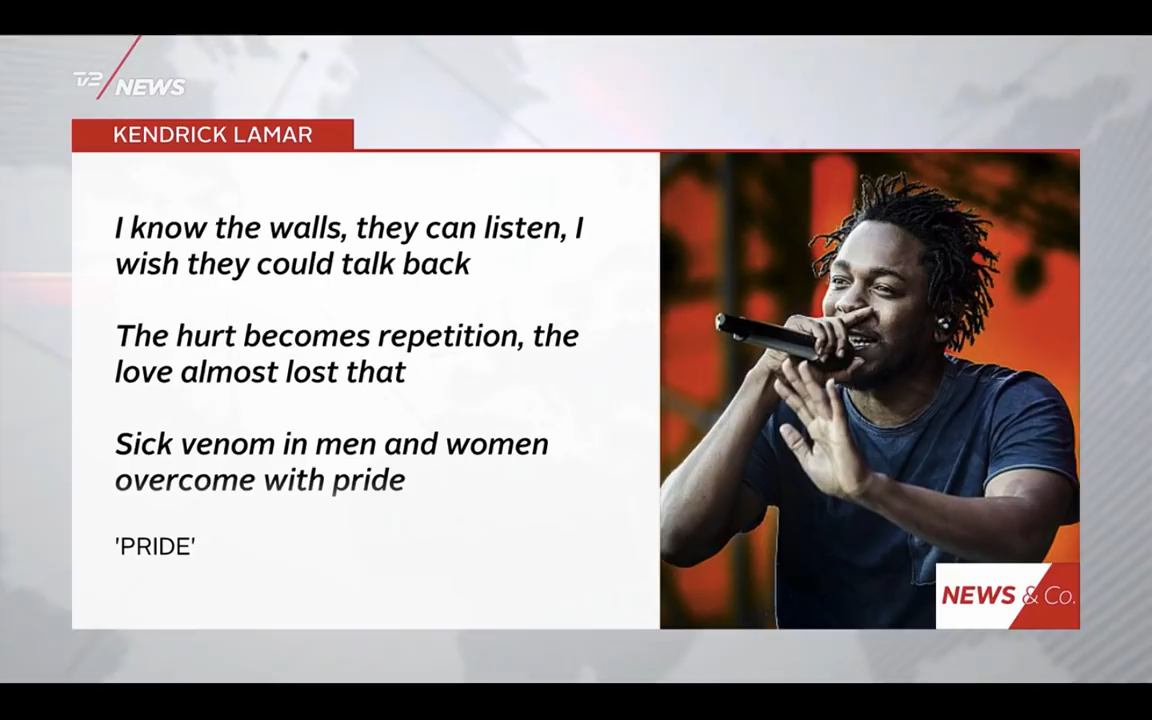 TV2 NEWS
KENDRICK LAMAR
I know the walls, they can listen, I
wish they could talk back
The hurt becomes repetition, the
love almost lost that
Sick venom in men and women
overcome with pride
'PRIDE'
NEWS & Co.